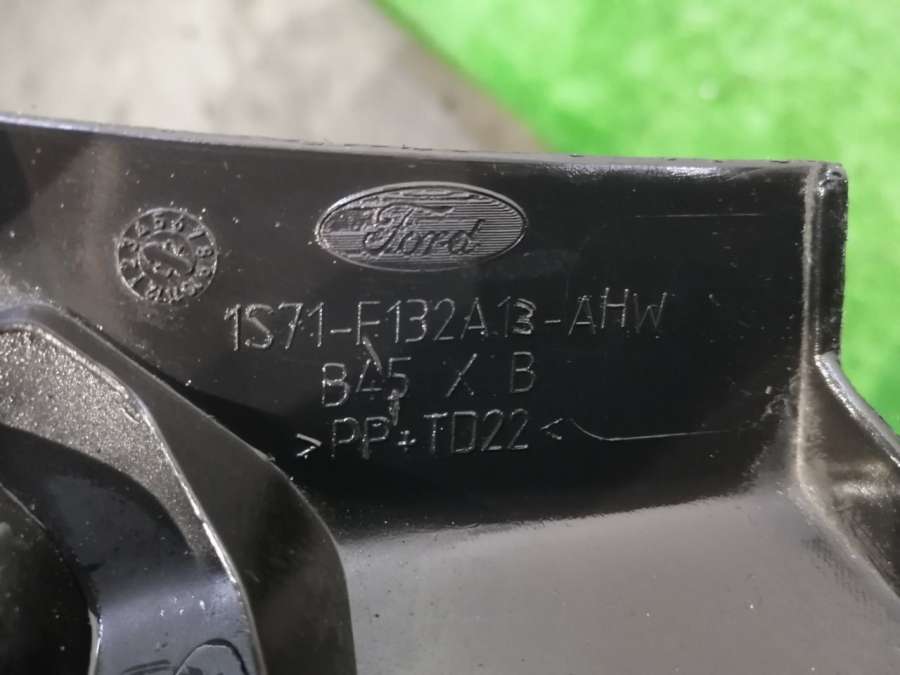 Ford
1S71-F132A13-AHW
B45 X B
>PP+TD22<